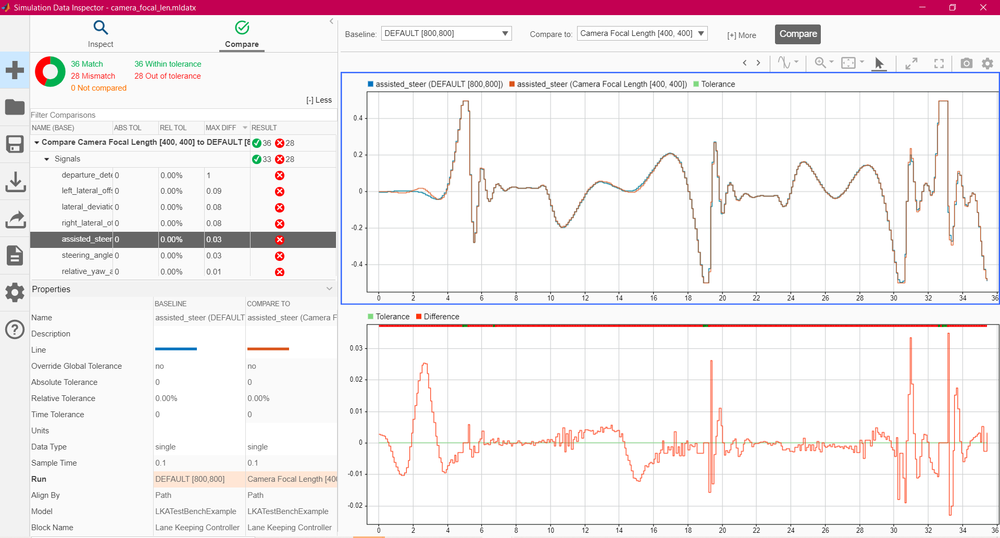 Simulation Data Inspector - camera_focal_len.mldatx
Inspect
Compare
Baseline: DEFAULT [800,800]
Compare to: Camera Focal Length [400, 400]
[+] More
Compare
36 Match
36 Within tolerance
28 Mismatch
28 Out of tolerance
0 Not compared
[-] Less
Filter Comparisons
NAME (BASE) ABS TOL REL TOL MAX DIFF RESULT
Compare Camera Focal Length [400, 400] to DEFAULT [8 36 28
Signals 33 28
departure_dete 0 0.00% 1
left_lateral_offs 0 0.00% 0.09
lateral_deviatic 0 0.00% 0.08
right_lateral_of 0 0.00% 0.08
assisted_steer 0 0.00% 0.03
steering_angle 0 0.00% 0.03
relative_yaw_a 0 0.00% 0.01
Properties
BASELINE COMPARE TO
Name assisted_steer (DEFAULT assisted_steer (Camera F
Description
Line
Override Global Tolerance no no
Absolute Tolerance 0 0
Relative Tolerance 0.00% 0.00%
Time Tolerance 0 0
Units
Data Type single single
Sample Time 0.1 0.1
Run DEFAULT [800,800] Camera Focal Length [400
Align By Path Path
Model LKATestBenchExample LKATestBenchExample
Block Name Lane Keeping Controller Lane Keeping Controller
assisted_steer (DEFAULT [800,800]) assisted_steer (Camera Focal Length [400, 400]) Tolerance
0.4
0.2
0
-0.2
-0.4
0 2 4 6 8 10 12 14 16 18 20 22 24 26 28 30 32 34 36
Tolerance Difference
0.03
0.02
0.01
0
-0.01
-0.02
0 2 4 6 8 10 12 14 16 18 20 22 24 26 28 30 32 34 36